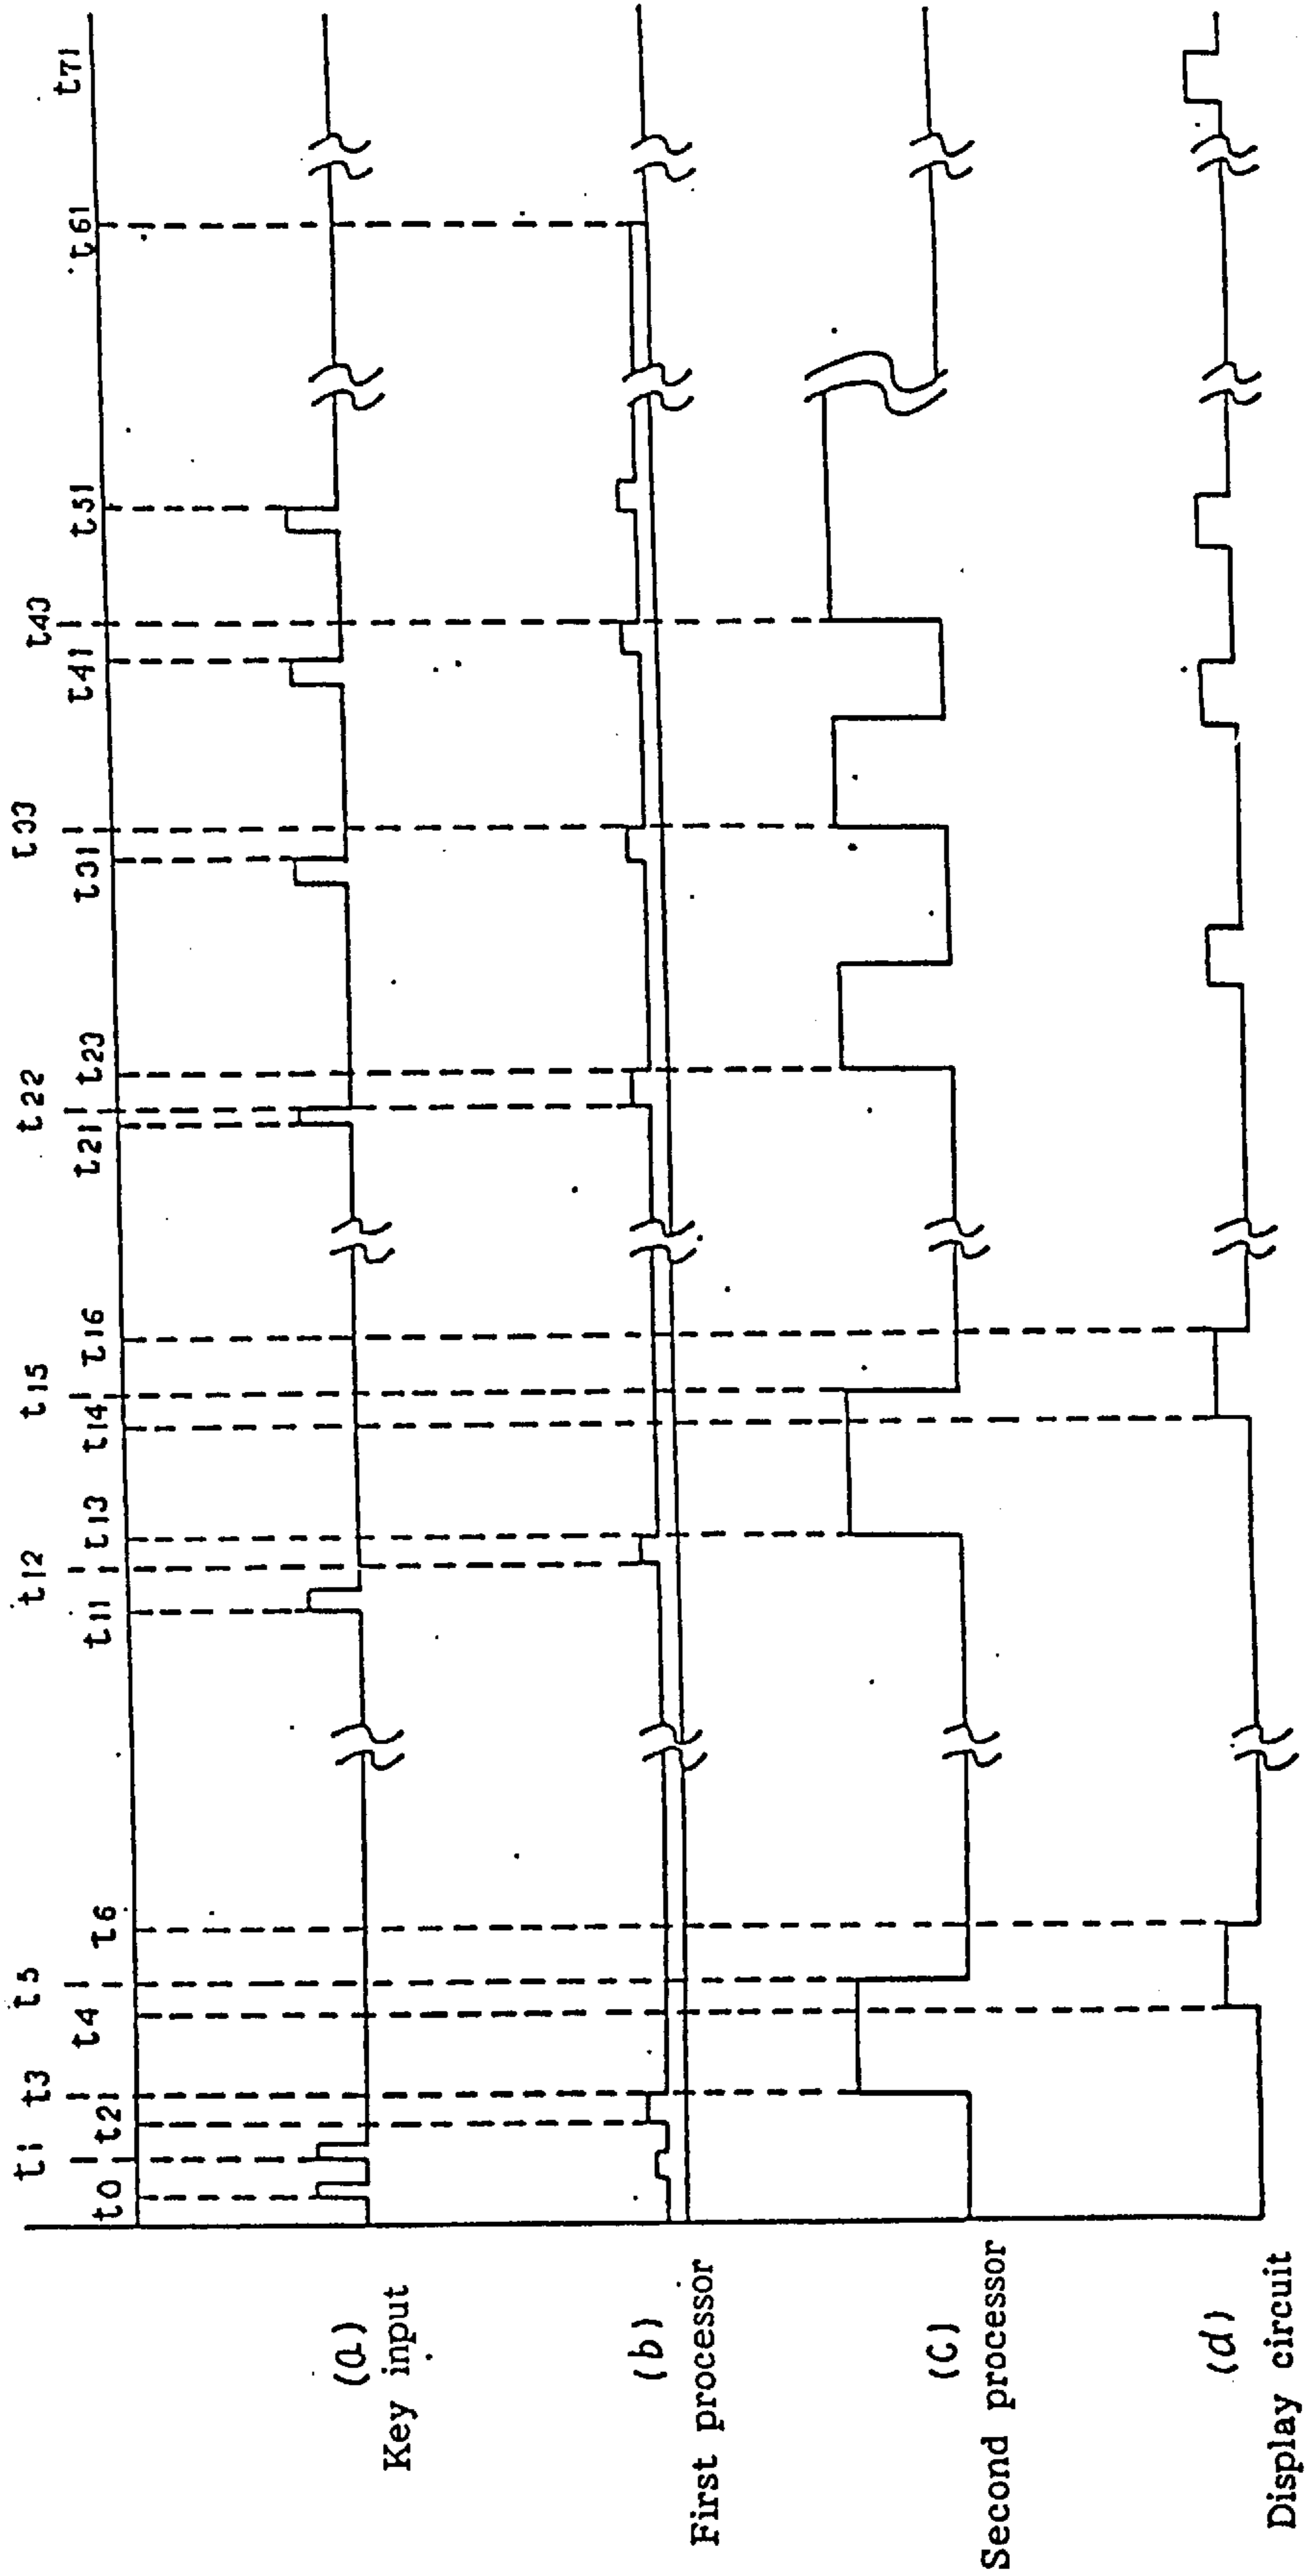 t1 t3 t5 t12 t15 t22 t33 t43
t0 t2 t4 t6 t11 t13 t14 t16 t21 t23 t31 t41 t51 t61 t71
(a)
Key input
(b)
First processor
(C)
Second processor
(d)
Display circuit